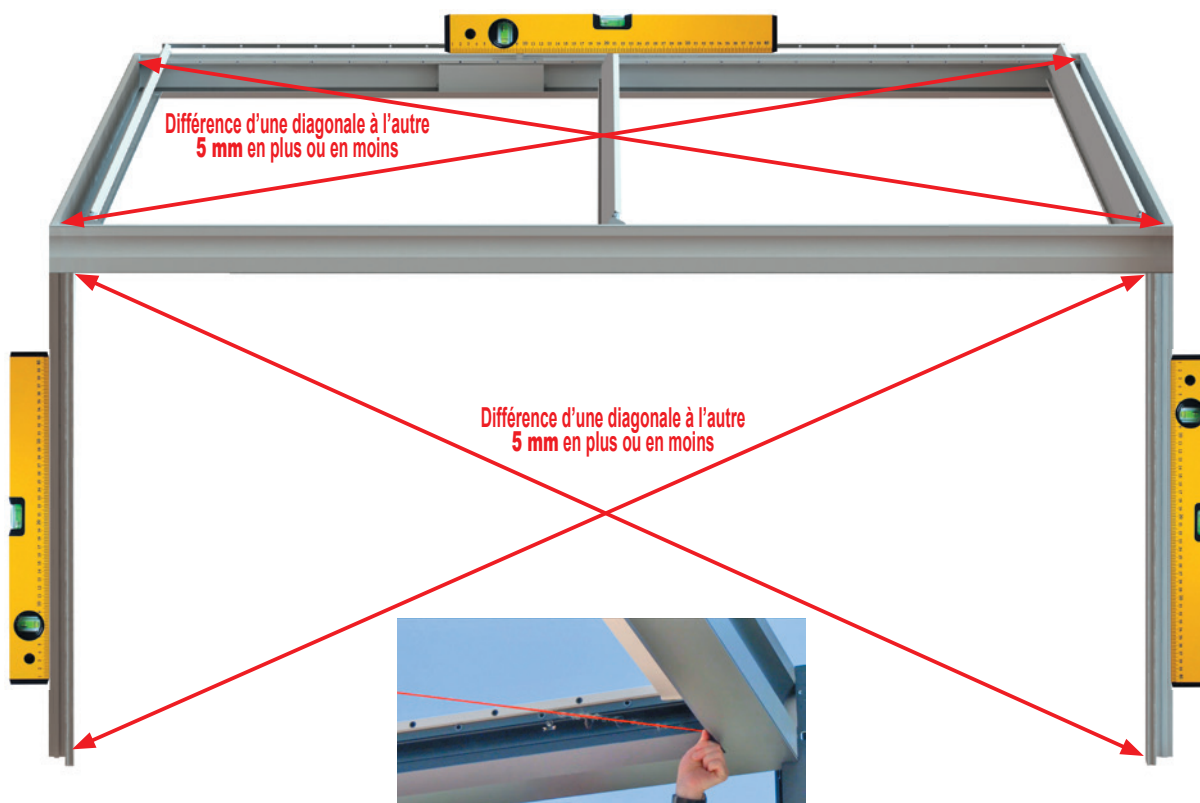 Différence d’une diagonale à l’autre
5 mm en plus ou en moins
Différence d’une diagonale à l’autre
5 mm en plus ou en moins